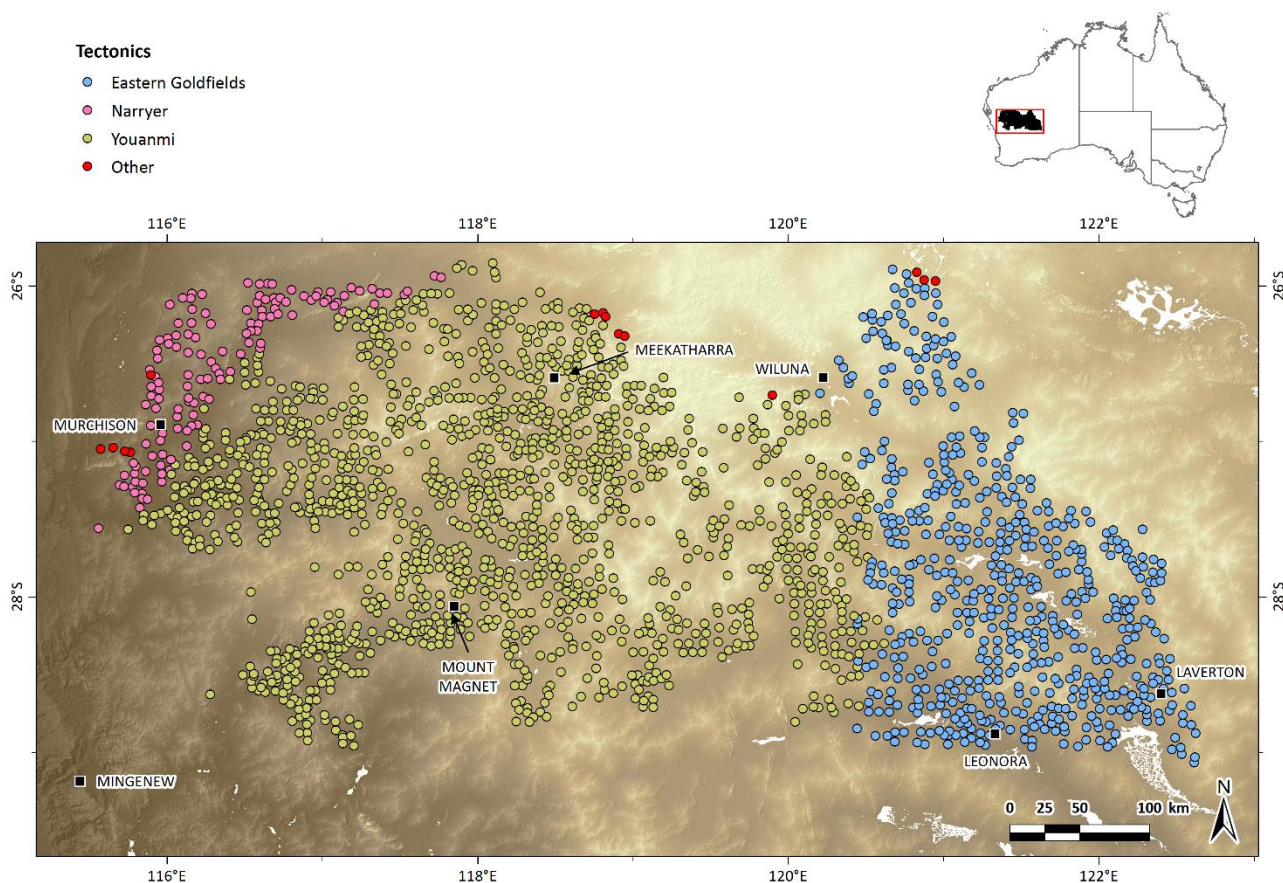 Tectonics
Eastern Goldfields
Narryer
Youanmi
Other
116°E
118°E
120°E
122°E
26°S
26°S
MEEKATHARRA
WILUNA
MURCHISON
28°S
28°S
MOUNT
MAGNET
LAVERTON
LEONORA
MINGENEW
N
0 25 50 100 km
116°E
118°E
120°E
122°E